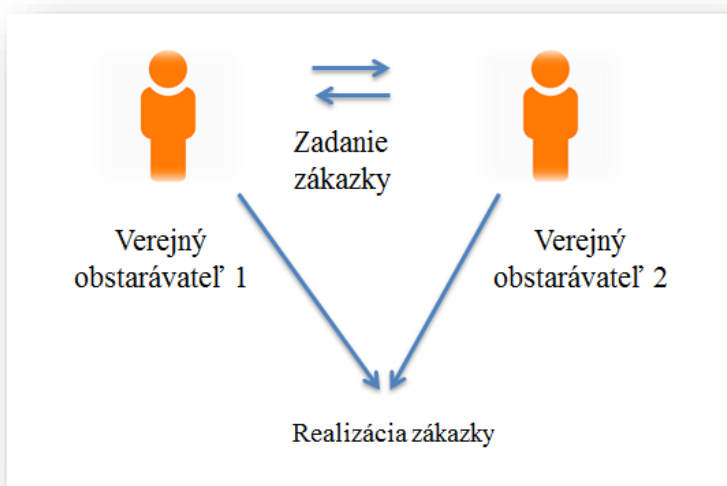 Zadanie
zákazky
Verejný
obstarávateľ 1
Verejný
obstarávateľ 2
Realizácia zákazky